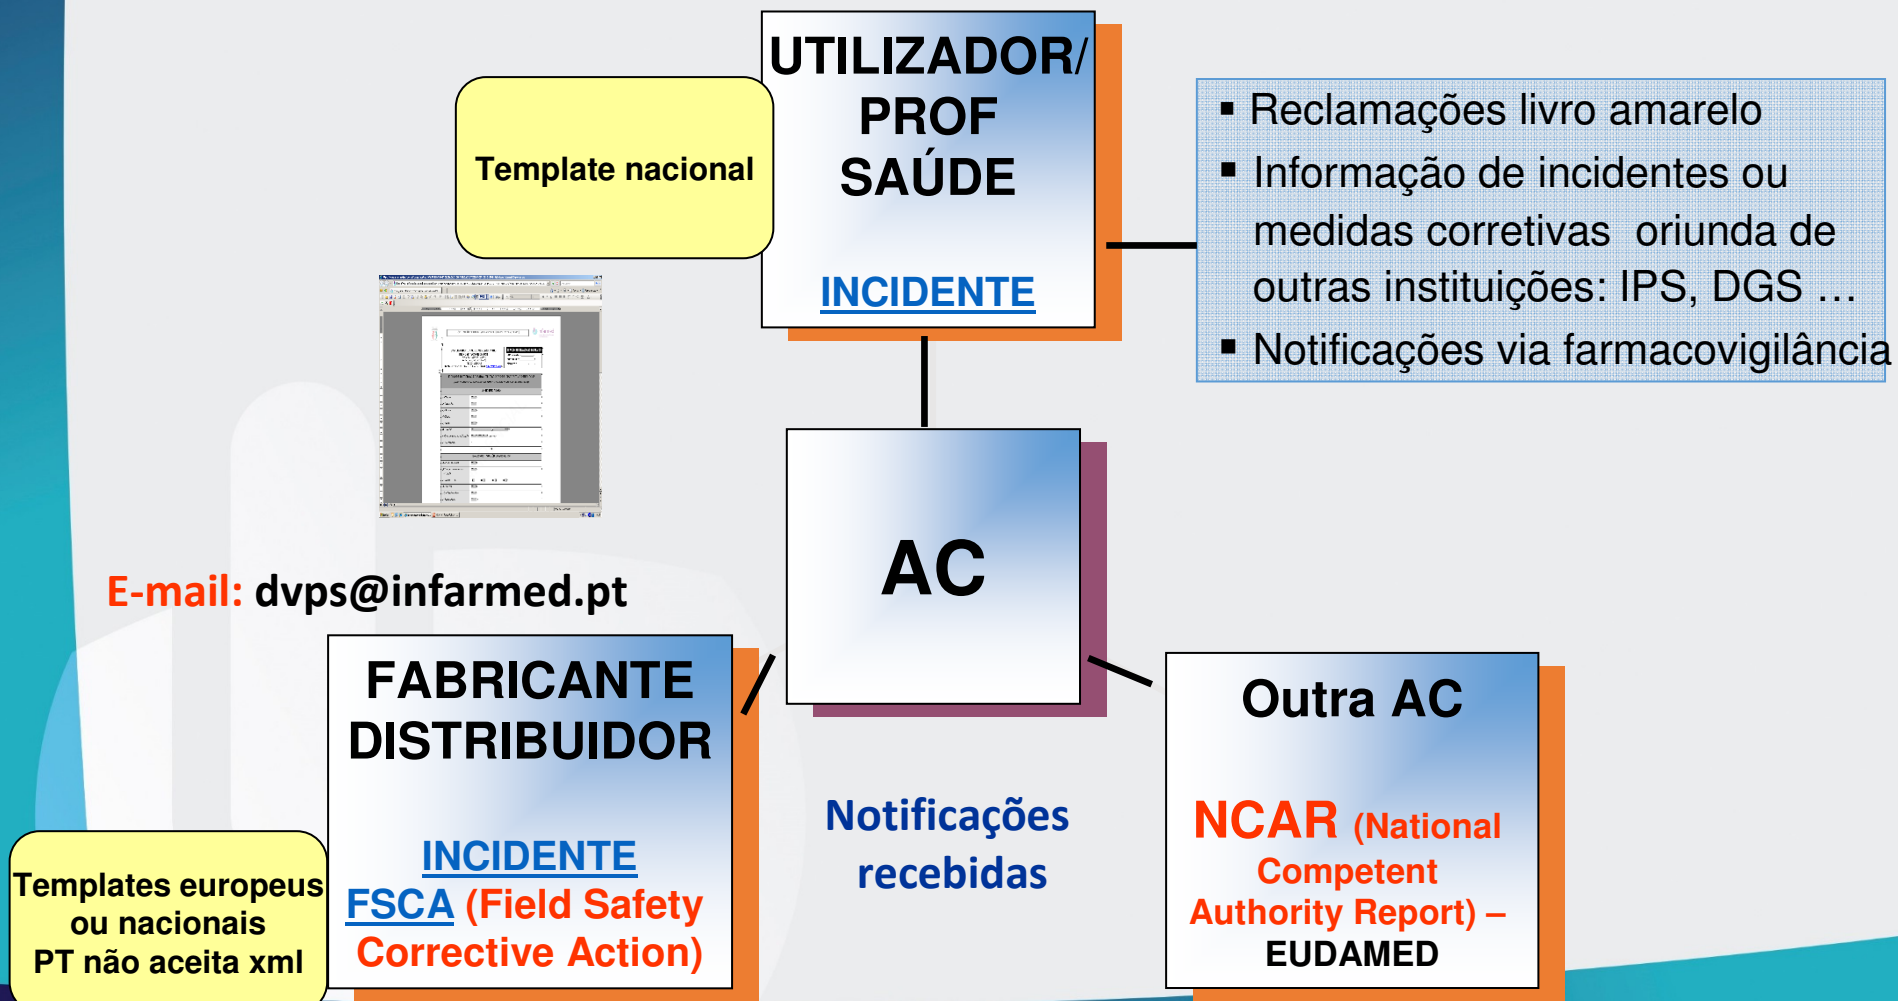 UTILIZADOR/
PROF
SAÚDE
INCIDENTE
Template nacional
▪ Reclamações livro amarelo
▪ Informação de incidentes ou
medidas corretivas oriunda de
outras instituições: IPS, DGS ...
▪ Notificações via farmacovigilância
AC
E-mail: dvps@infarmed.pt
FABRICANTE
DISTRIBUIDOR
INCIDENTE
FSCA (Field Safety
Corrective Action)
Templates europeus
ou nacionais
PT não aceita xml
Notificações
recebidas
Outra AC
NCAR (National
Competent
Authority Report) –
EUDAMED